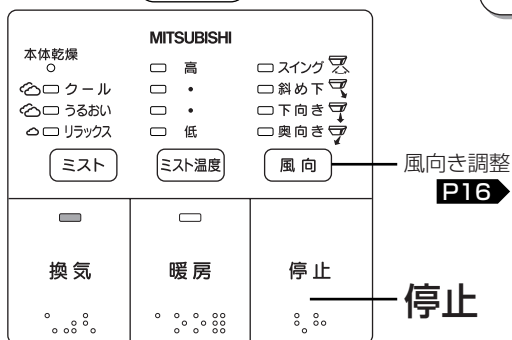 MITSUBISHI
本体乾燥
高
スイング
クール
・
斜め下
うるおい
・
下向き
リラックス
低
奥向き
ミスト
ミスト温度
風向
風向き調整
P16
換気
暖房
停止
停止